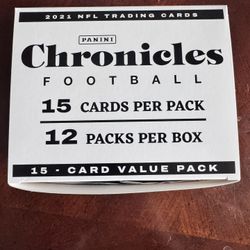 2021 NFL TRADING CARDS
PANINI
Chronicles
FOOTBALL
15 CARDS PER PACK
12 PACKS PER BOX
15 - CARD VALUE PACK